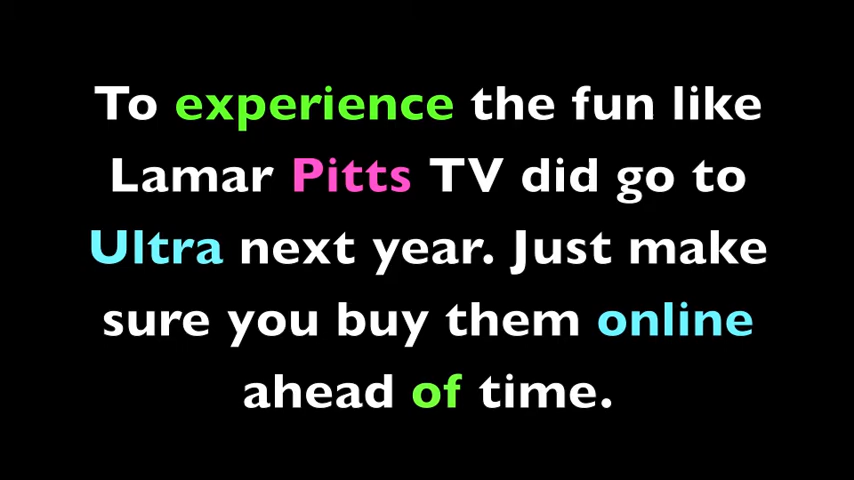 To experience the fun like
Lamar Pitts TV did go to
Ultra next year. Just make
sure you buy them online
ahead of time.